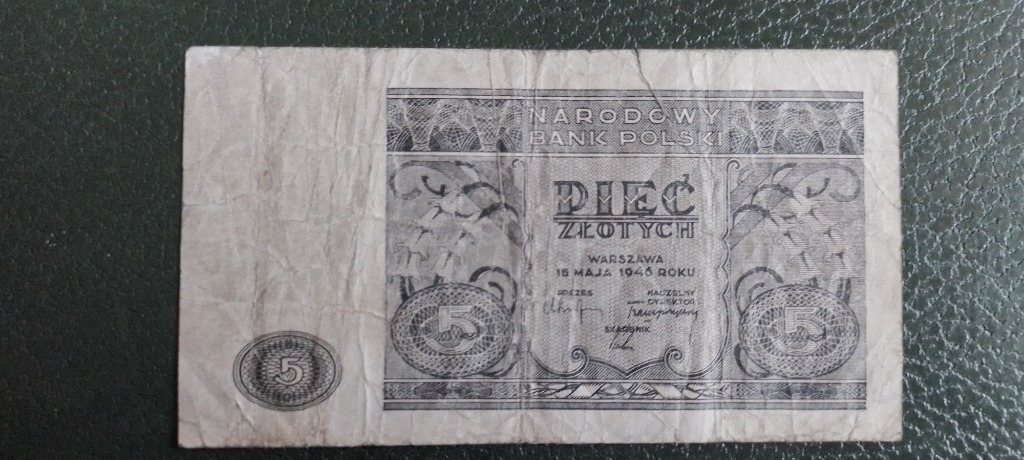 NARODOWY
BANK POLSKI
PIĘĆ
ZŁOTYCH
WARSZAWA
15 MAJA 1946 ROKU
PREZES
NACZELNY
DYREKTOR
SKARBNIK
5
5
5